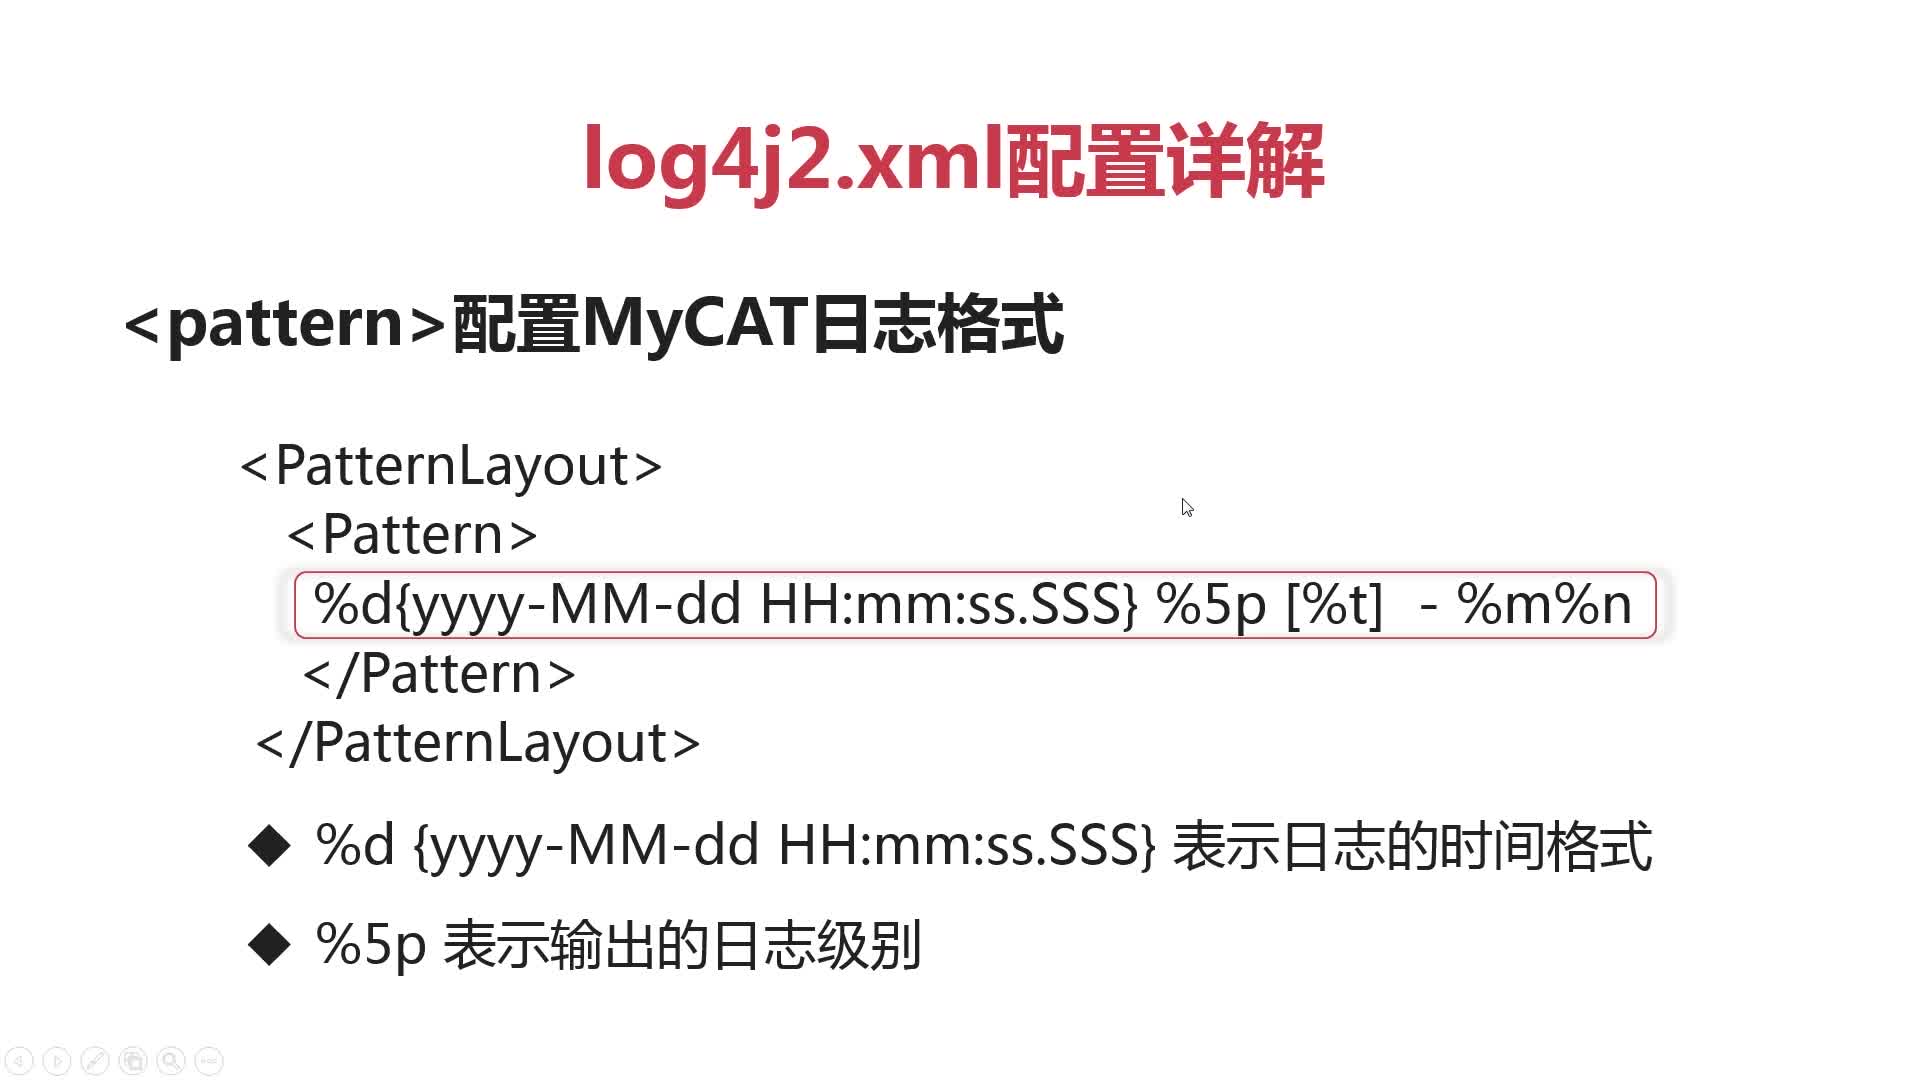 log4j2.xml配置详解
<pattern>配置MyCAT日志格式
<PatternLayout>
<Pattern>
%d{yyyy-MM-dd HH:mm:ss.SSS} %5p [%t]  - %m%n
</Pattern>
</PatternLayout>
◆ %d {yyyy-MM-dd HH:mm:ss.SSS} 表示日志的时间格式
◆ %5p 表示输出的日志级别